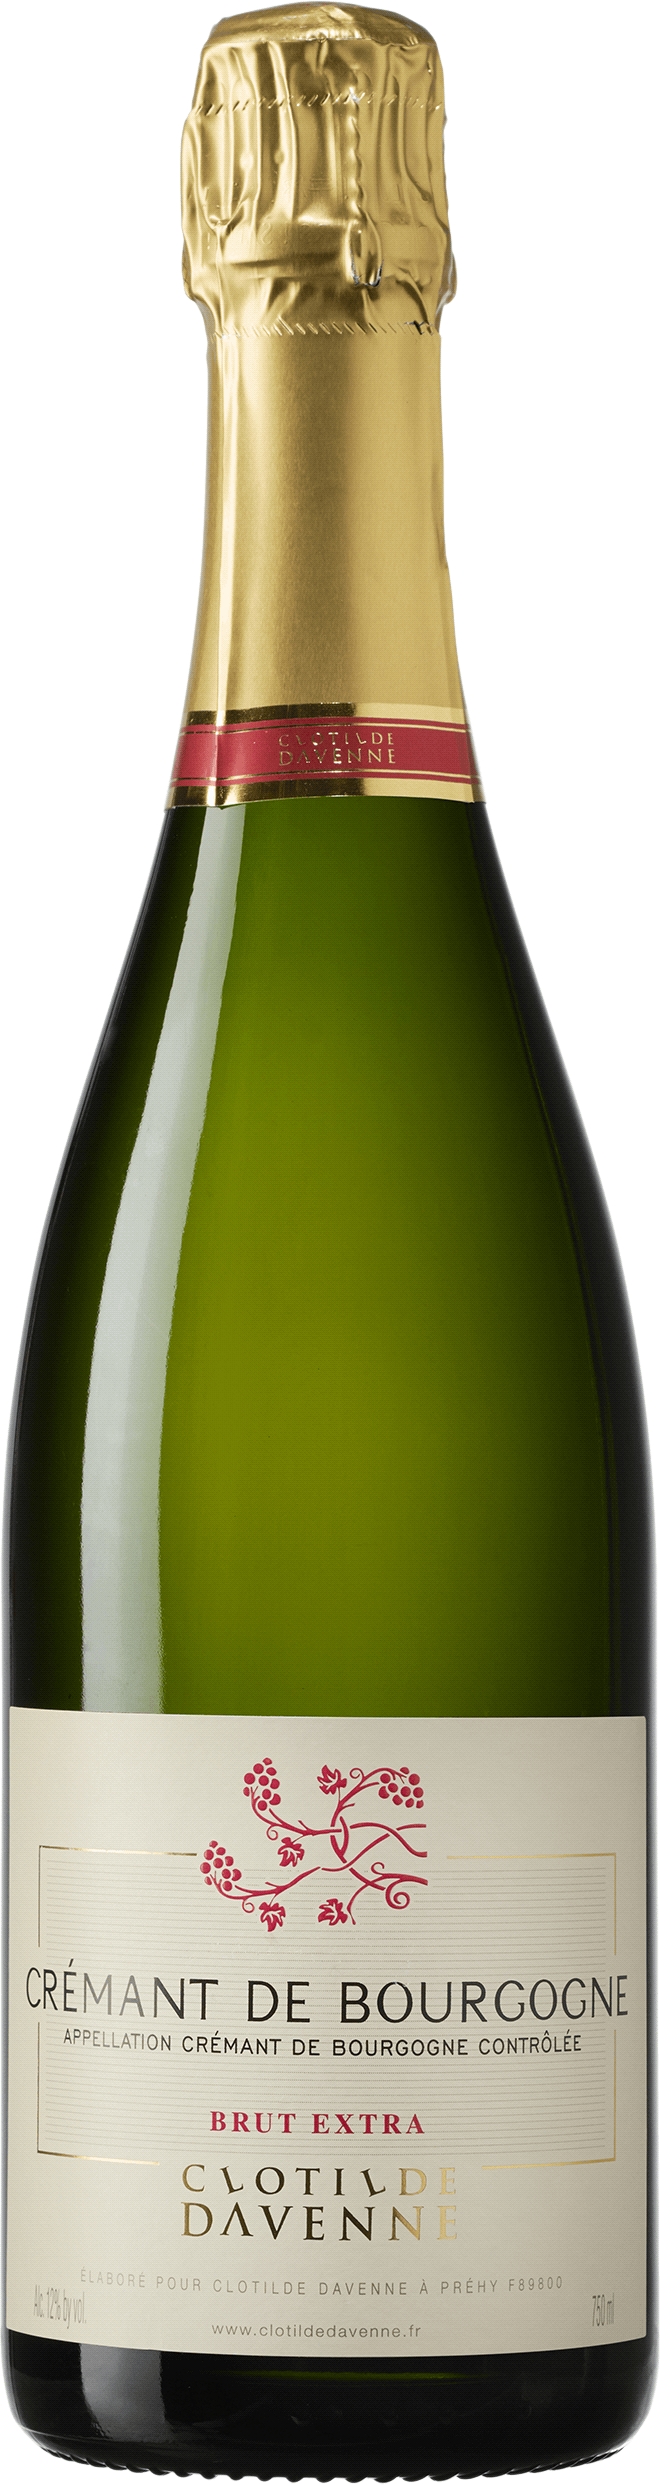 CLOTILDE
DAVENNE
CRÉMANT DE BOURGOGNE
APPELLATION CRÉMANT DE BOURGOGNE CONTRÔLÉE
BRUT EXTRA
CLOTILDE
DAVENNE
ÉLABORÉ POUR CLOTILDE DAVENNE À PRÉHY F89800
Alc. 12% by vol.
750 ml
www.clotildedavenne.fr